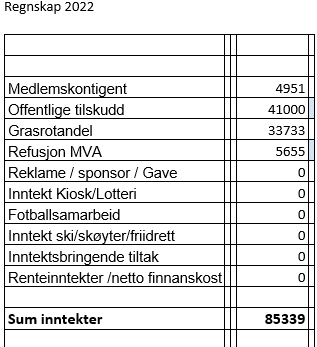 Regnskap 2022
Medlemskontigent 4951
Offentlige tilskudd 41000
Grasrotandel 33733
Refusjon MVA 5655
Reklame / sponsor / Gave 0
Inntekt Kiosk/Lotteri 0
Fotballsamarbeid 0
Inntekt ski/skøyter/friidrett 0
Inntektsbringende tiltak 0
Renteinntekter /netto finnanskost 0
Sum inntekter 85339